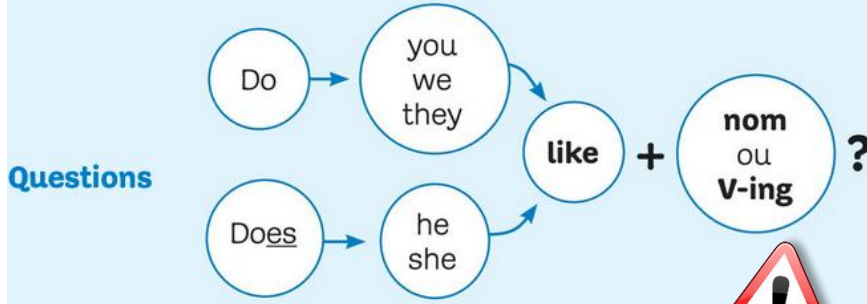 Questions
Do
you
we
they
Does
he
she
like
+
nom
ou
V-ing
?